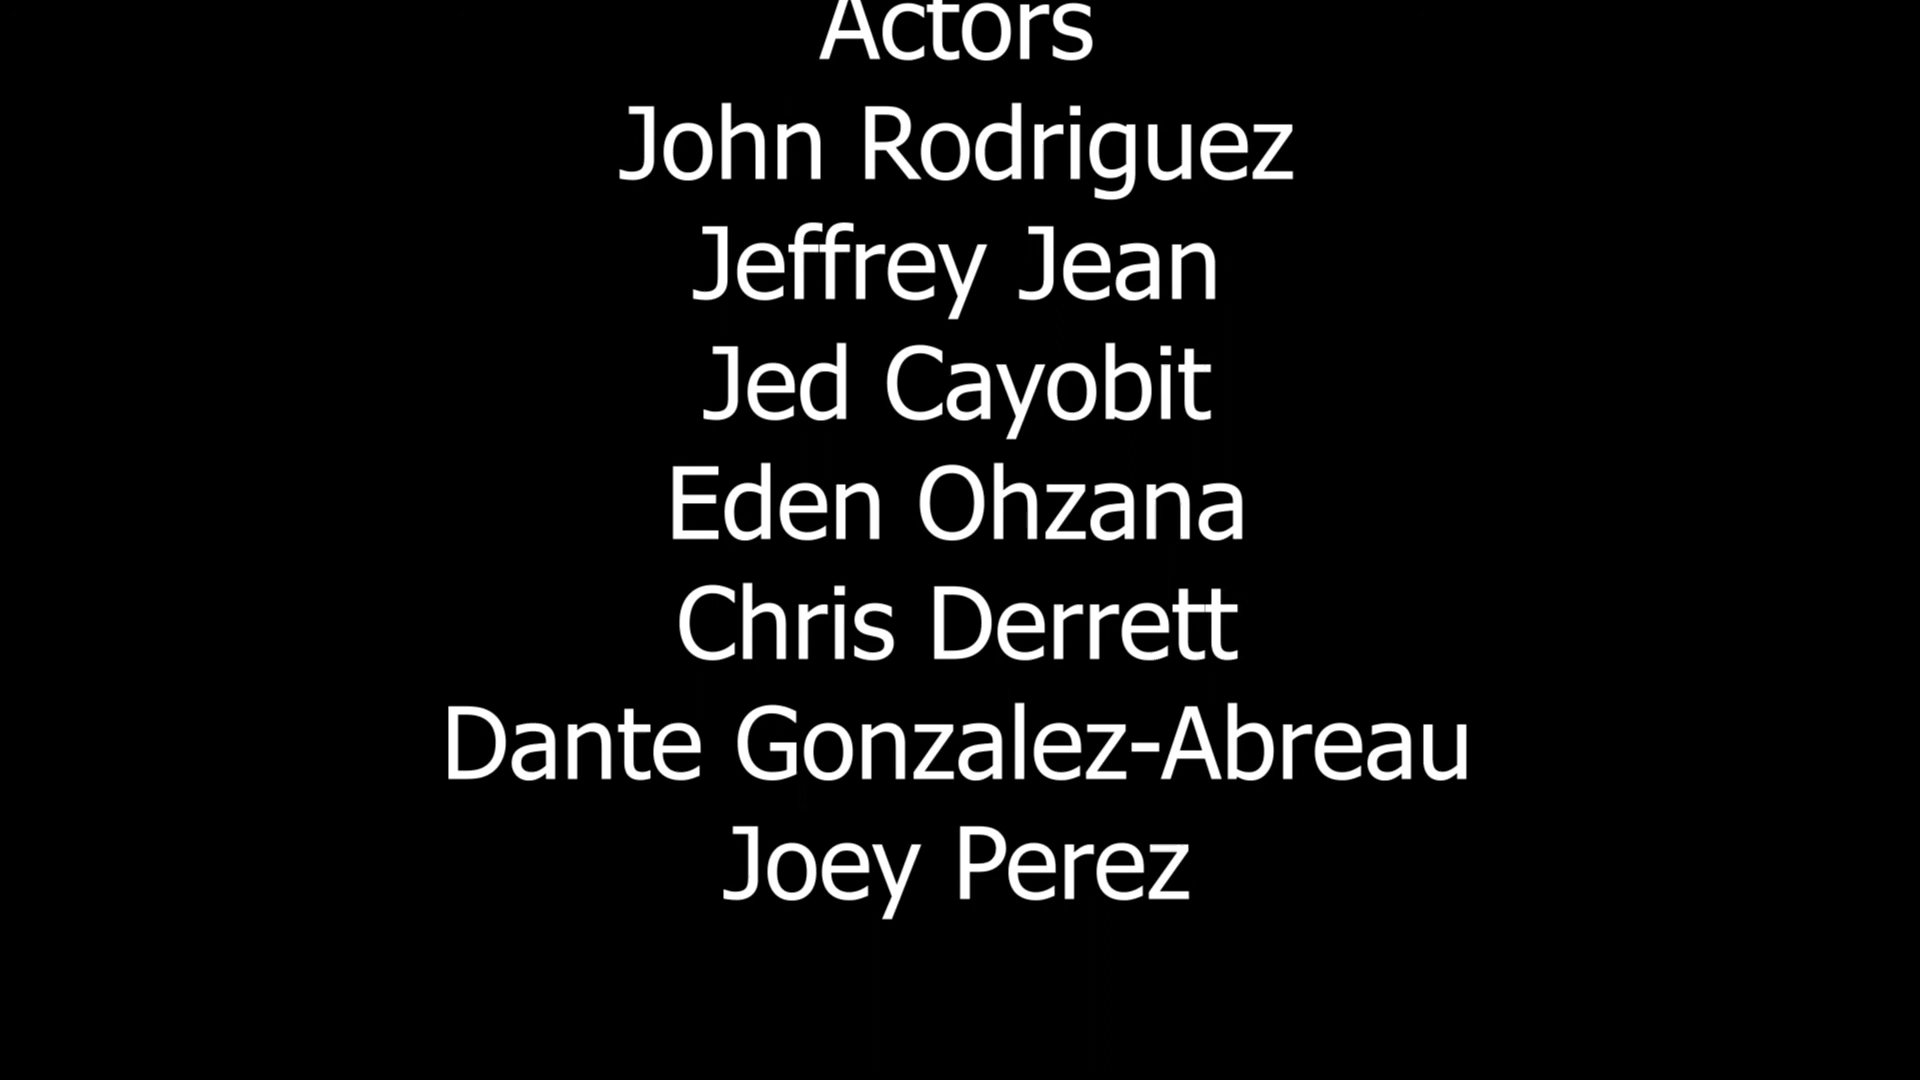 Actors
John Rodriguez
Jeffrey Jean
Jed Cayobit
Eden Ohzana
Chris Derrett
Dante Gonzalez-Abreau
Joey Perez